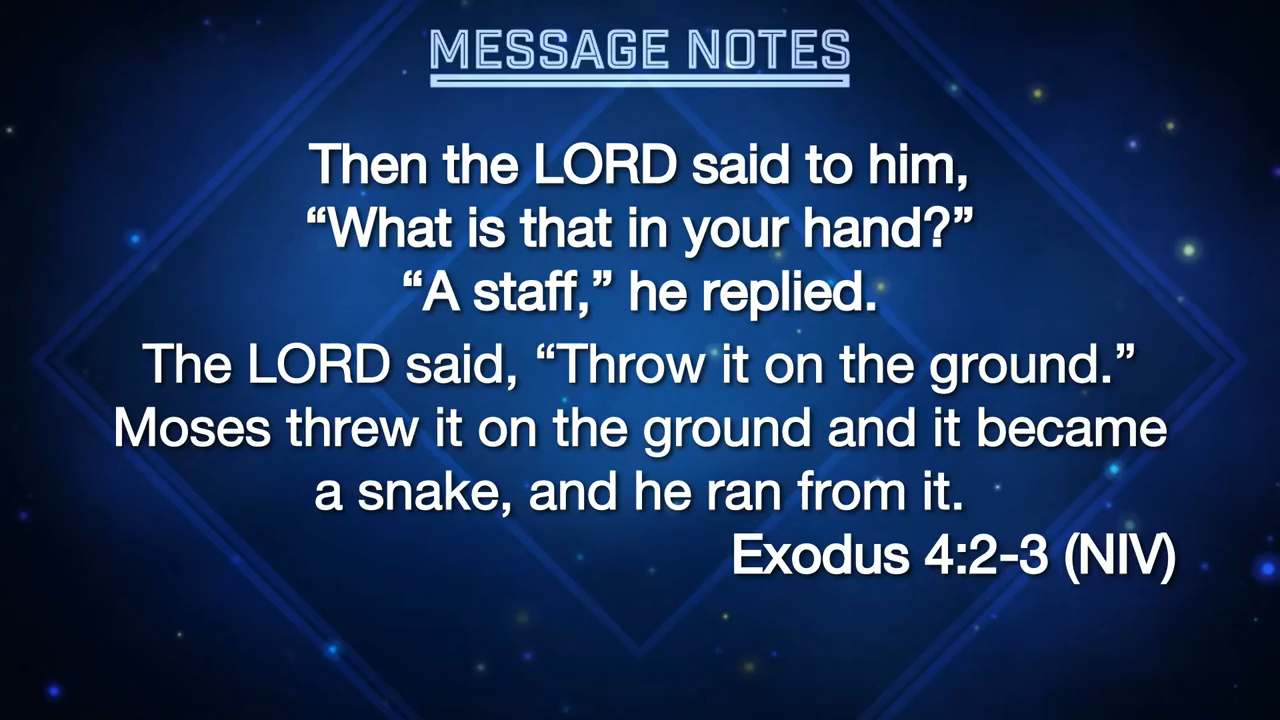 MESSAGE NOTES
Then the LORD said to him,
“What is that in your hand?”
“A staff,” he replied.
The LORD said, “Throw it on the ground.”
Moses threw it on the ground and it became
a snake, and he ran from it.
Exodus 4:2-3 (NIV)